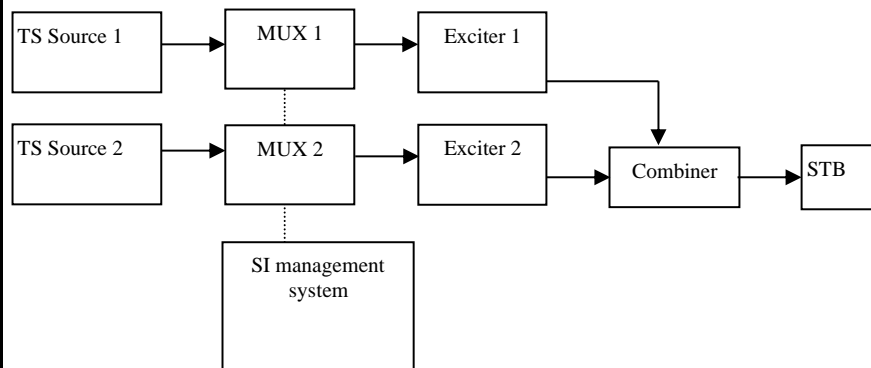 TS Source 1
MUX 1
Exciter 1
TS Source 2
MUX 2
Exciter 2
Combiner
STB
SI management
system